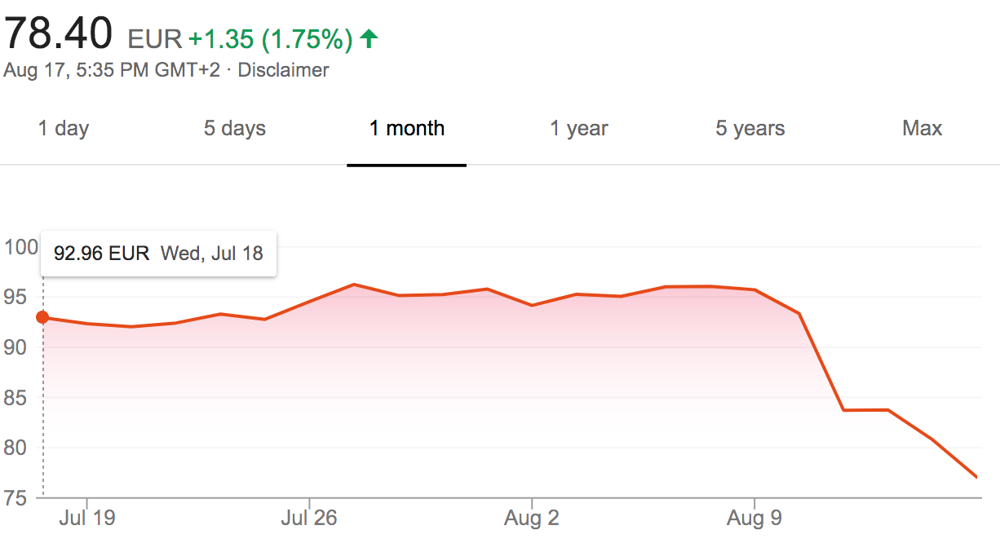 78.40 EUR +1.35 (1.75%)
Aug 17, 5:35 PM GMT+2 · Disclaimer
1 day 5 days 1 month 1 year 5 years Max
100
92.96 EUR Wed, Jul 18
95
90
85
80
75
Jul 19 Jul 26 Aug 2 Aug 9